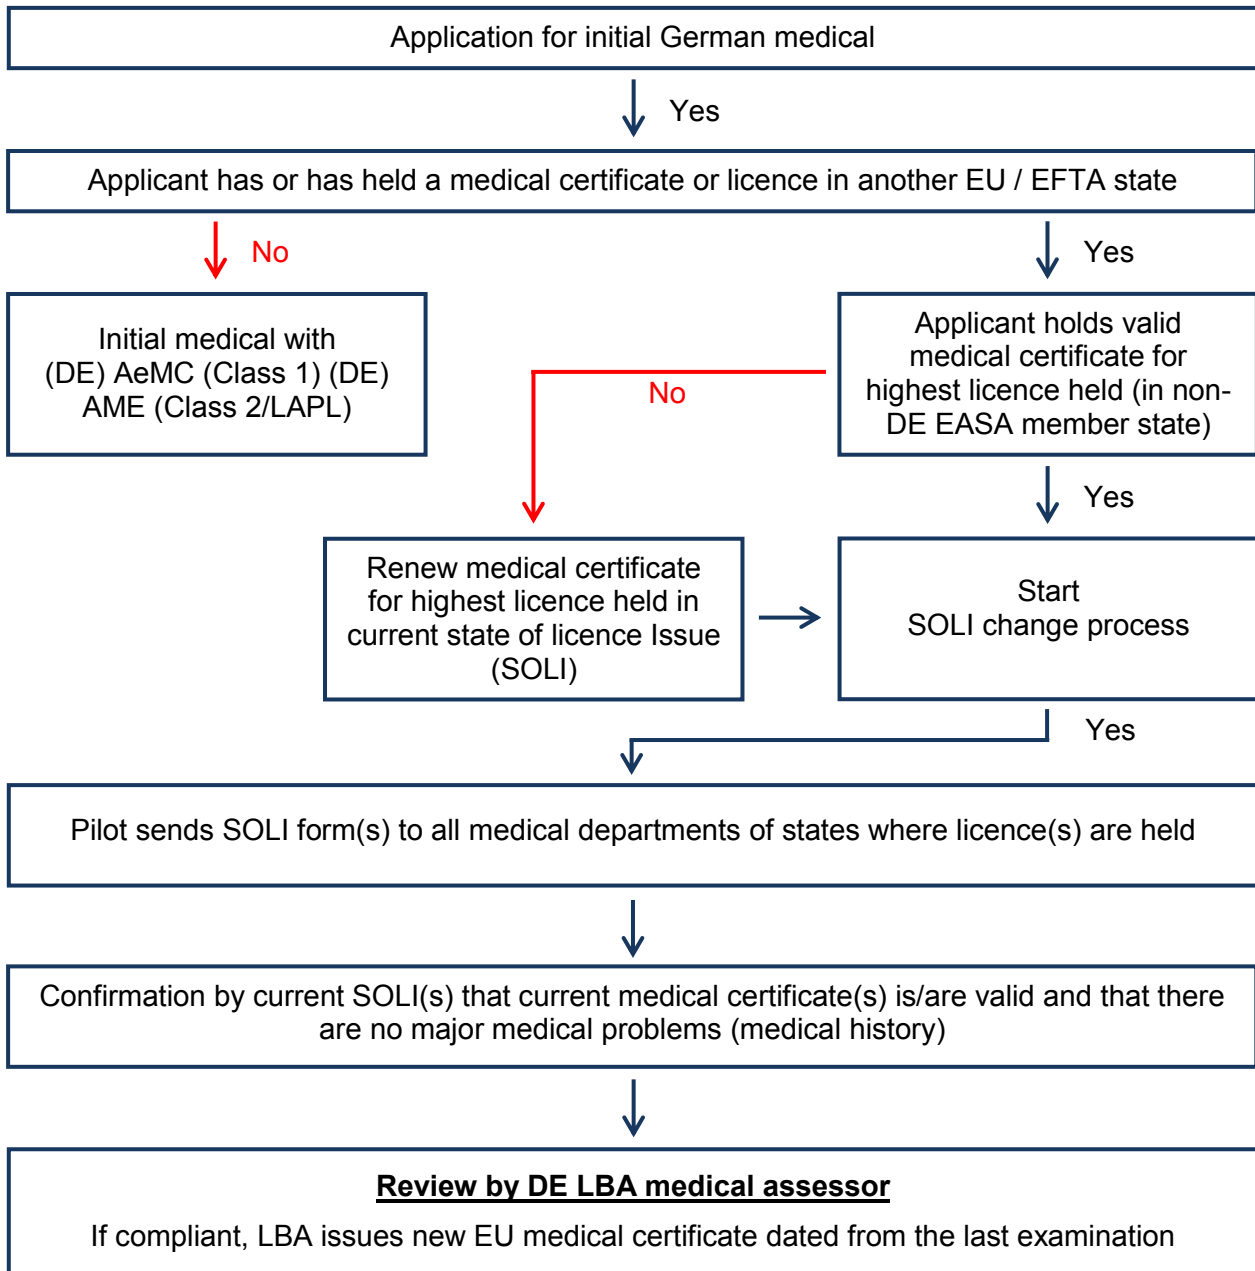 Application for initial German medical
Yes
Applicant has or has held a medical certificate or licence in another EU / EFTA state
No
Yes
Initial medical with
(DE) AeMC (Class 1) (DE)
AME (Class 2/LAPL)
Applicant holds valid
medical certificate for
highest licence held (in non-
DE EASA member state)
No
Yes
Renew medical certificate
for highest licence held in
current state of licence Issue
(SOLI)
Start
SOLI change process
Yes
Pilot sends SOLI form(s) to all medical departments of states where licence(s) are held
Confirmation by current SOLI(s) that current medical certificate(s) is/are valid and that there
are no major medical problems (medical history)
Review by DE LBA medical assessor
If compliant, LBA issues new EU medical certificate dated from the last examination